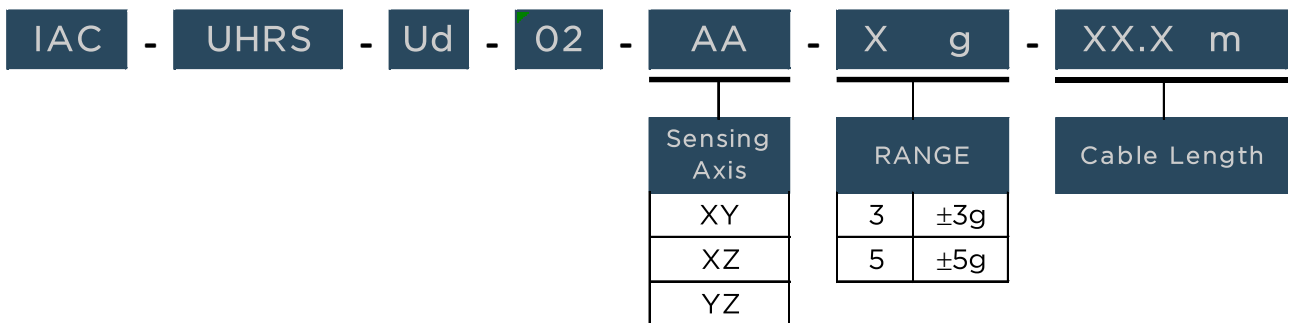 IAC - UHRS - Ud - 02 - AA - X g - XX.X m
Sensing Axis
RANGE
Cable Length
XY
3 ±3g
XZ
5 ±5g
YZ